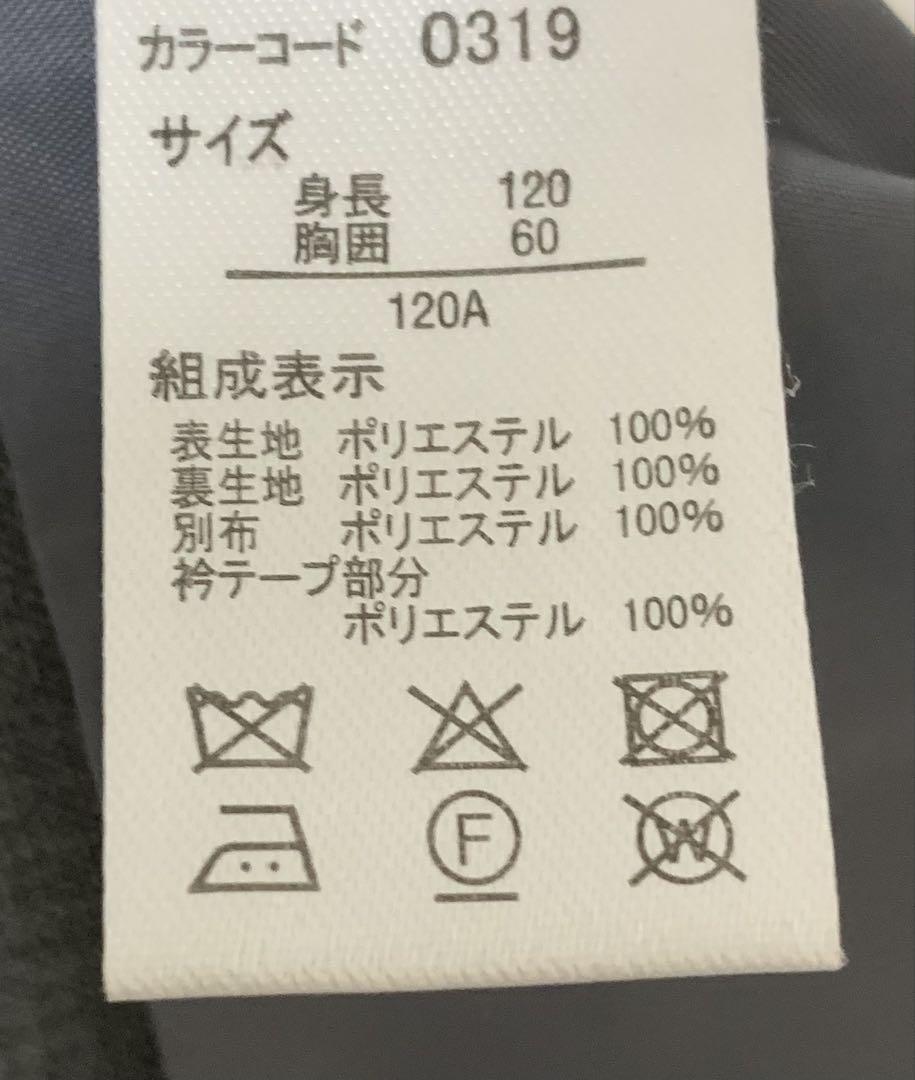 カラーコード 0319
サイズ
身長 120
胸囲 60
120A
組成表示
表生地 ポリエステル 100%
裏生地 ポリエステル 100%
別布 ポリエステル 100%
衿テープ部分
ポリエステル 100%
F
W